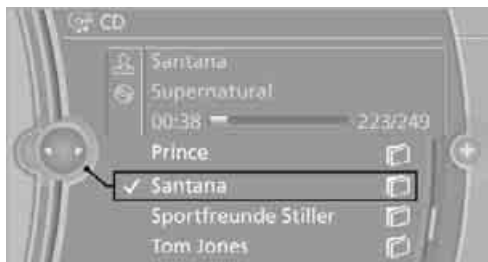 CD
Santana
Supernatural
00:38 223/249
Prince
Santana
Sportfreunde Stiller
Tom Jones